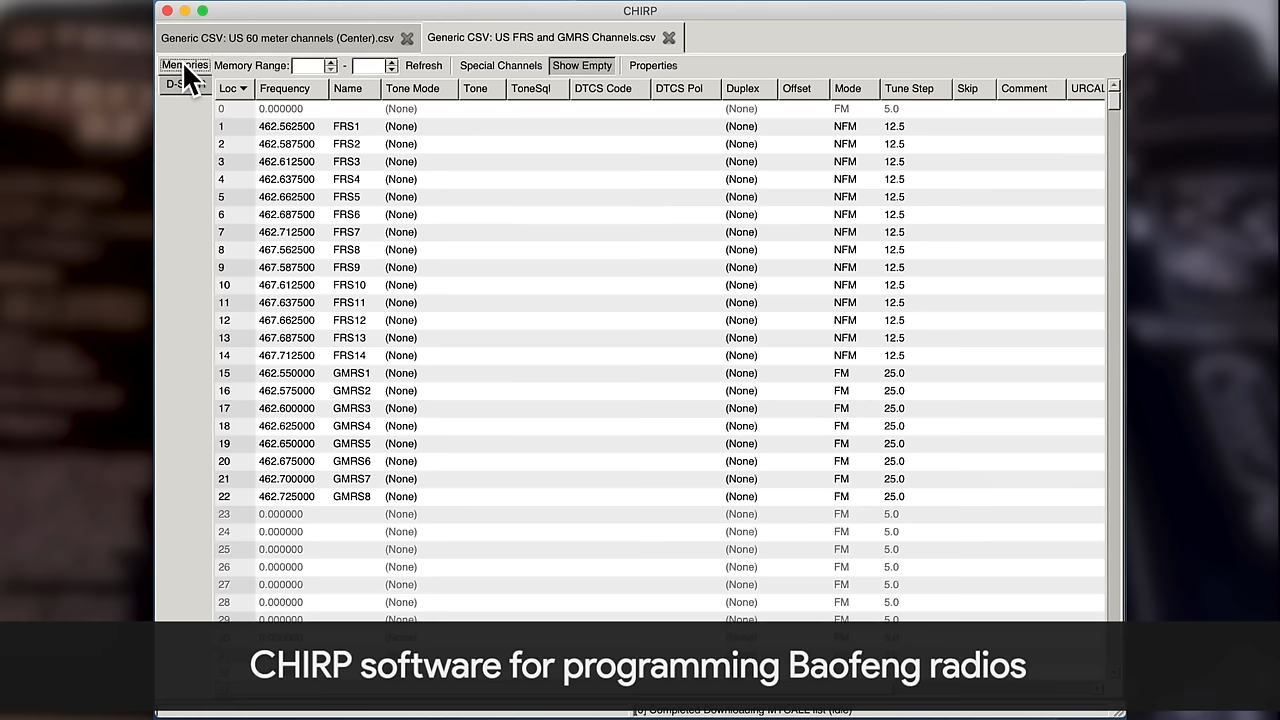 CHIRP
Generic CSV: US 60 meter channels (Center).csv Generic CSV: US FRS and GMRS Channels.csv
Memories Memory Range: - Refresh Special Channels Show Empty Properties
Loc Frequency Name Tone Mode Tone ToneSql DTCS Code DTCS Pol Duplex Offset Mode Tune Step Skip Comment URCAL
0 0.000000 (None) (None) FM 5.0
1 462.562500 FRS1 (None) (None) NFM 12.5
2 462.587500 FRS2 (None) (None) NFM 12.5
3 462.612500 FRS3 (None) (None) NFM 12.5
4 462.637500 FRS4 (None) (None) NFM 12.5
5 462.662500 FRS5 (None) (None) NFM 12.5
6 462.687500 FRS6 (None) (None) NFM 12.5
7 462.712500 FRS7 (None) (None) NFM 12.5
8 467.562500 FRS8 (None) (None) NFM 12.5
9 467.587500 FRS9 (None) (None) NFM 12.5
10 467.612500 FRS10 (None) (None) NFM 12.5
11 467.637500 FRS11 (None) (None) NFM 12.5
12 467.662500 FRS12 (None) (None) NFM 12.5
13 467.687500 FRS13 (None) (None) NFM 12.5
14 467.712500 FRS14 (None) (None) NFM 12.5
15 462.550000 GMRS1 (None) (None) FM 25.0
16 462.575000 GMRS2 (None) (None) FM 25.0
17 462.600000 GMRS3 (None) (None) FM 25.0
18 462.625000 GMRS4 (None) (None) FM 25.0
19 462.650000 GMRS5 (None) (None) FM 25.0
20 462.675000 GMRS6 (None) (None) FM 25.0
21 462.700000 GMRS7 (None) (None) FM 25.0
22 462.725000 GMRS8 (None) (None) FM 25.0
23 0.000000 (None) (None) FM 5.0
24 0.000000 (None) (None) FM 5.0
25 0.000000 (None) (None) FM 5.0
26 0.000000 (None) (None) FM 5.0
27 0.000000 (None) (None) FM 5.0
28 0.000000 (None) (None) FM 5.0
29 0.000000 (None) (None) FM 5.0
CHIRP software for programming Baofeng radios
[0] Completed Downloading MYCALL list (idle)